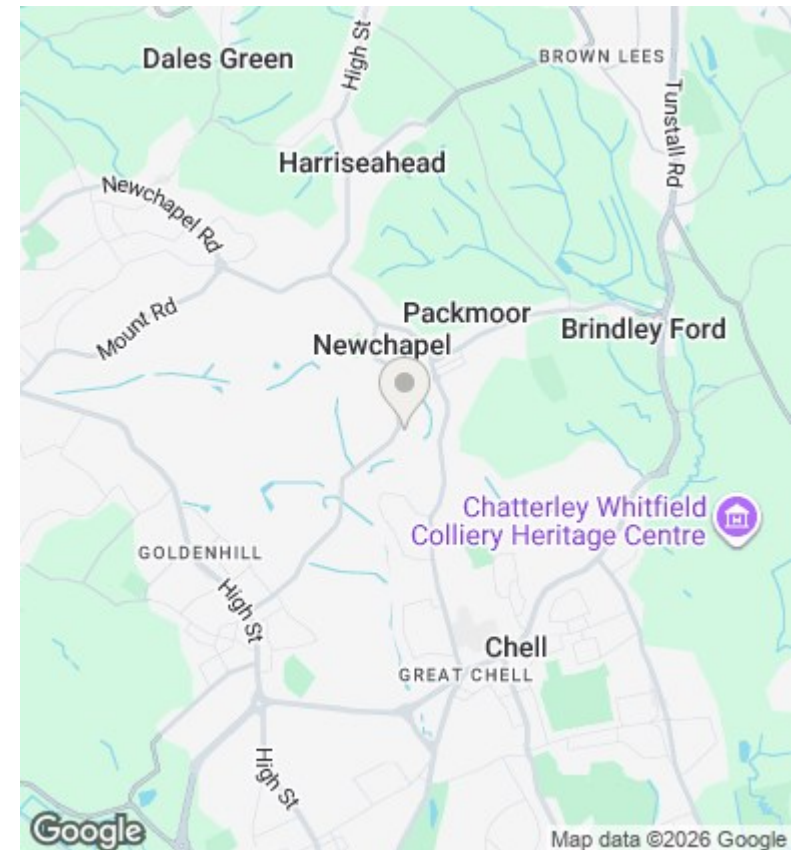 Dales Green
High St
BROWN LEES
Tunstall Rd
Harriseahead
Newchapel Rd
Mount Rd
Packmoor
Newchapel
Brindley Ford
Chatterley Whitfield
Colliery Heritage Centre
GOLDENHILL
High St
Chell
GREAT CHELL
High St
Google
Map data ©2026 Google